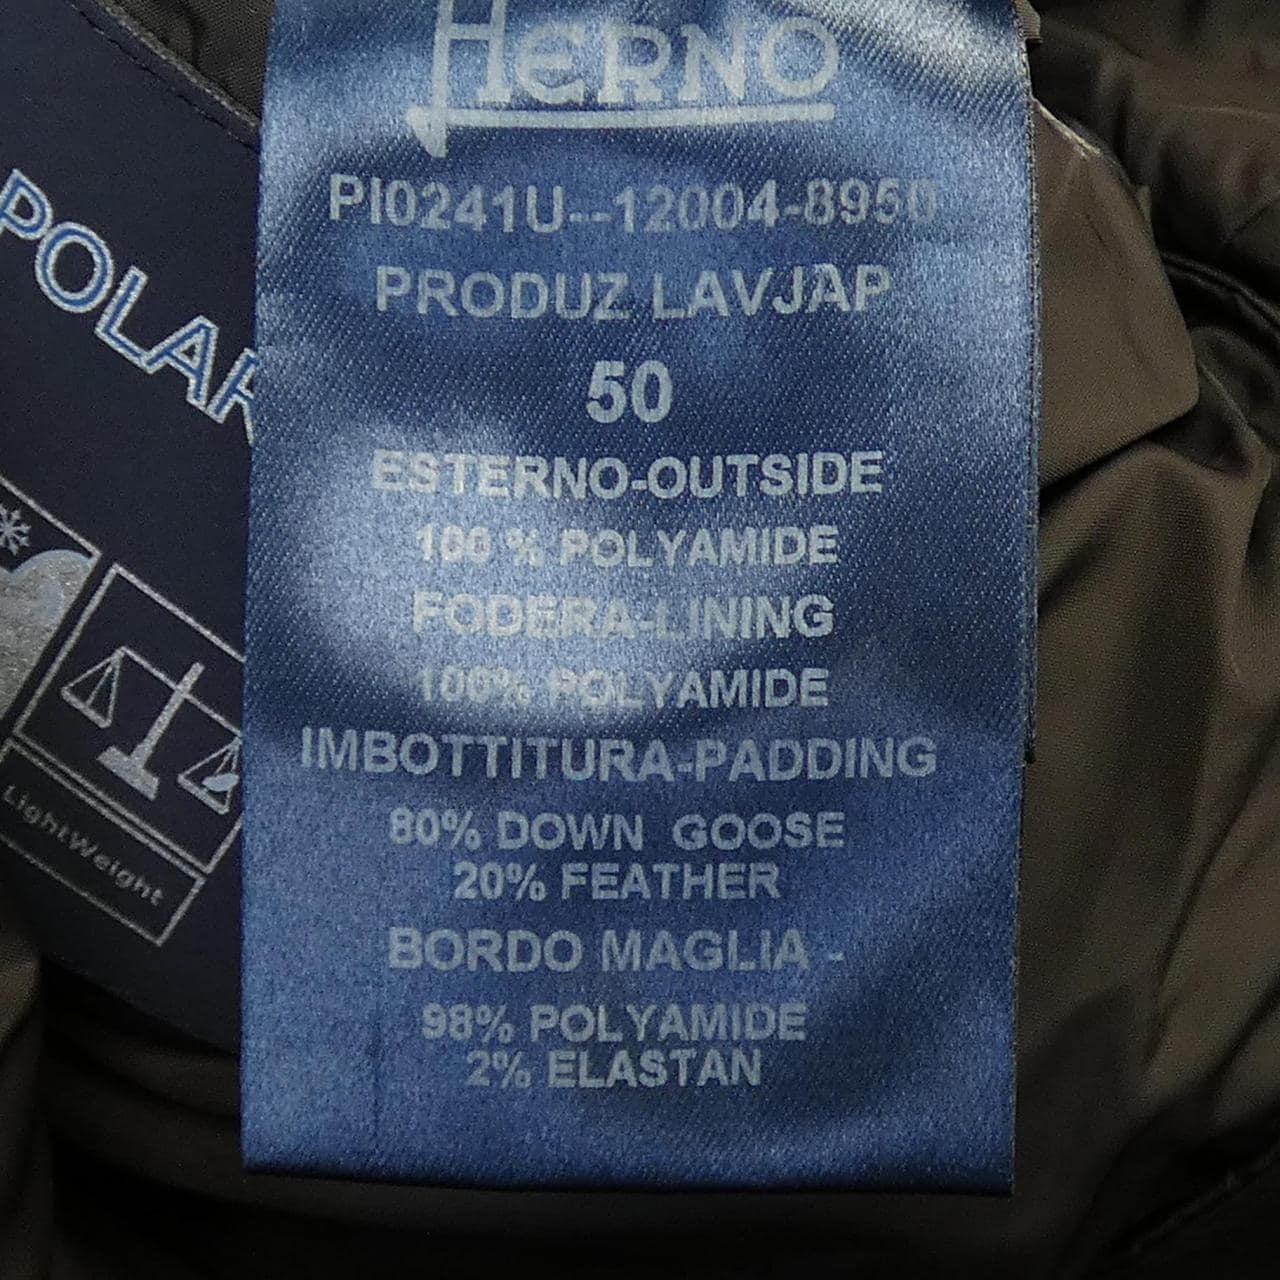 HERNO
PI0241U--12004-8950
PRODUZ LAVJAP
50
ESTERNO-OUTSIDE
100 % POLYAMIDE
FODERA-LINING
100% POLYAMIDE
IMBOTTITURA-PADDING
80% DOWN GOOSE
20% FEATHER
BORDO MAGLIA -
98% POLYAMIDE
2% ELASTAN
POLAR
LightWeight